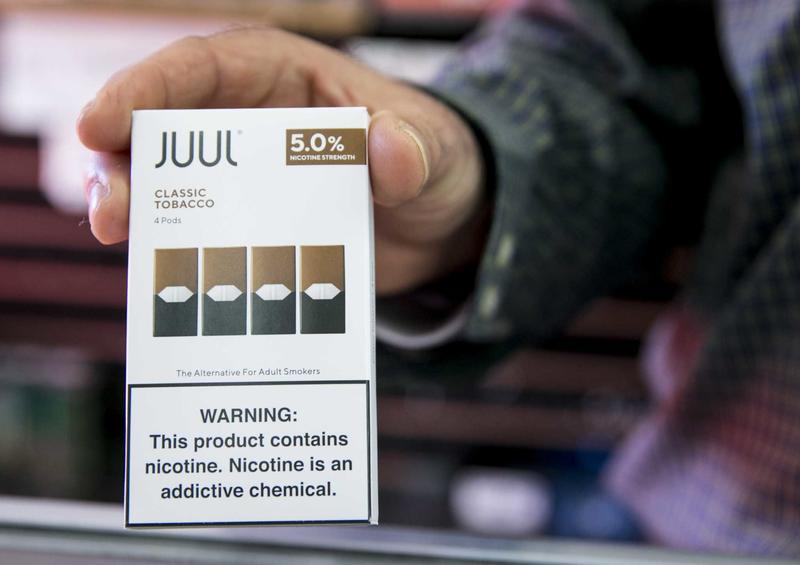 JUUL
5.0%
NICOTINE STRENGTH
CLASSIC
TOBACCO
4 Pods
The Alternative For Adult Smokers
WARNING:
This product contains
nicotine. Nicotine is an
addictive chemical.